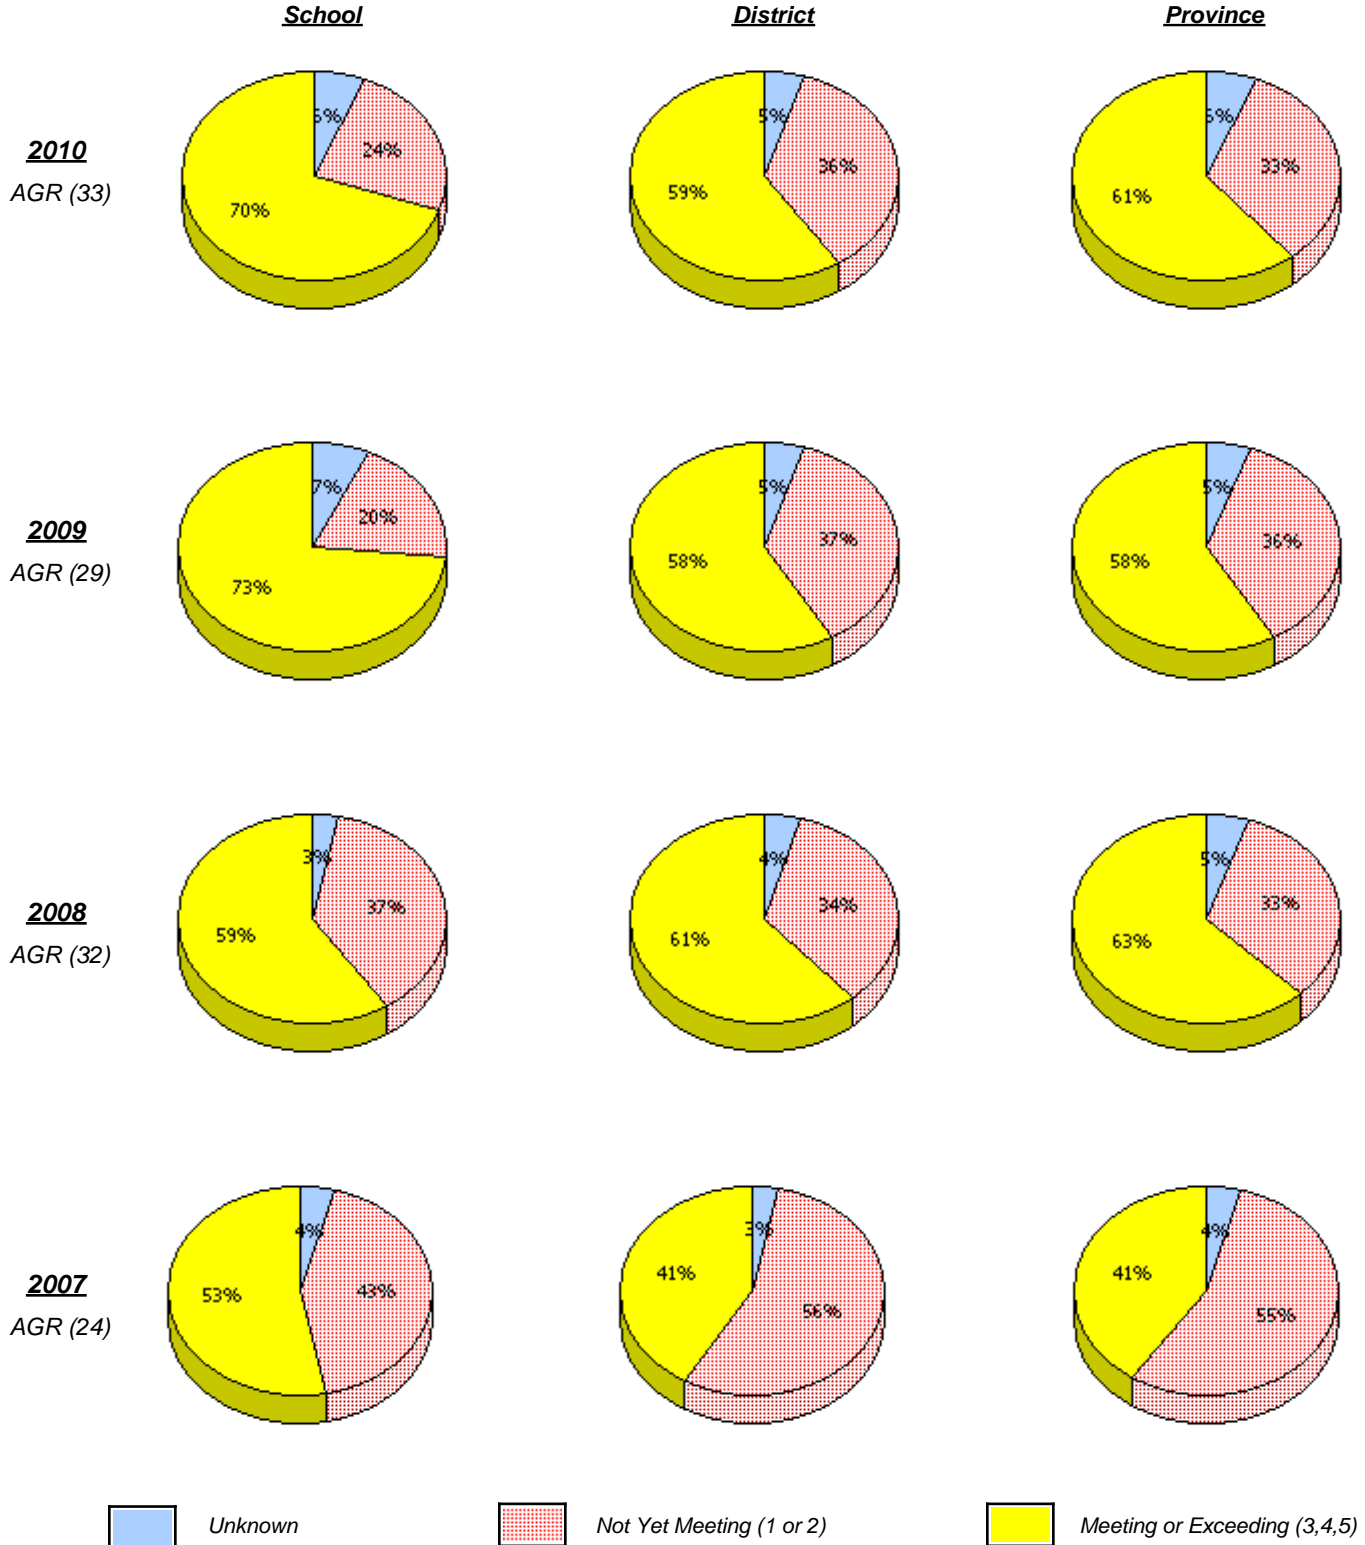 School District Province
2010
AGR (33)
6% 24% 70%
5% 36% 59%
6% 33% 61%
2009
AGR (29)
7% 20% 73%
5% 37% 58%
5% 36% 58%
2008
AGR (32)
3% 37% 59%
4% 34% 61%
5% 33% 63%
2007
AGR (24)
4% 43% 53%
3% 56% 41%
4% 55% 41%
Unknown Not Yet Meeting (1 or 2) Meeting or Exceeding (3,4,5)